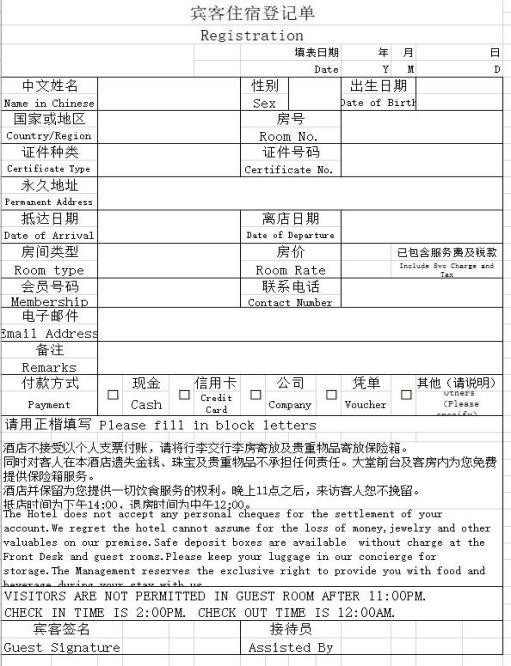 宾客住宿登记单
Registration
填表日期 年 月 日
Date Y M D
中文姓名 性别 出生日期
Name in Chinese Sex Date of Birth
国家或地区 房号
Country/Region Room No.
证件种类 证件号码
Certificate Type Certificate No.
永久地址
Permanent Address
抵达日期 离店日期
Date of Arrival Date of Departure
房间类型 房价 已包含服务费及税款
Room type Room Rate Include Svc Charge and Tax
会员号码 联系电话
Membership Contact Number
电子邮件
Email Address
备注
Remarks
付款方式 □ 现金 □ 信用卡 □ 公司 □ 凭单 □ 其他（请说明）
Payment Cash Credit Card Company Voucher Others (Please specify)
请用正楷填写 Please fill in block letters
酒店不接受以个人支票付账，请将行李交行李房寄放及贵重物品寄放保险箱。
同时对客人在本酒店遗失金钱、珠宝及贵重物品不承担任何责任。大堂前台及客房内为您免费
提供保险箱服务。
酒店并保留为您提供一切饮食服务的权利。晚上11点之后，来访客人恕不挽留。
抵店时间为下午14:00，退房时间为中午12:00。
The Hotel does not accept any personal cheques for the settlement of your
account.We regret the hotel cannot assume for the loss of money,jewelry and other
valuables on our premise.Safe deposit boxes are available without charge at the
Front Desk and guest rooms.Please keep your luggage in our concierge for
storage.The Management reserves the exclusive right to provide you with food and
beverage during your stay with us
VISITORS ARE NOT PERMITTED IN GUEST ROOM AFTER 11:00PM.
CHECK IN TIME IS 2:00PM. CHECK OUT TIME IS 12:00AM.
宾客签名 接待员
Guest Signature Assisted By